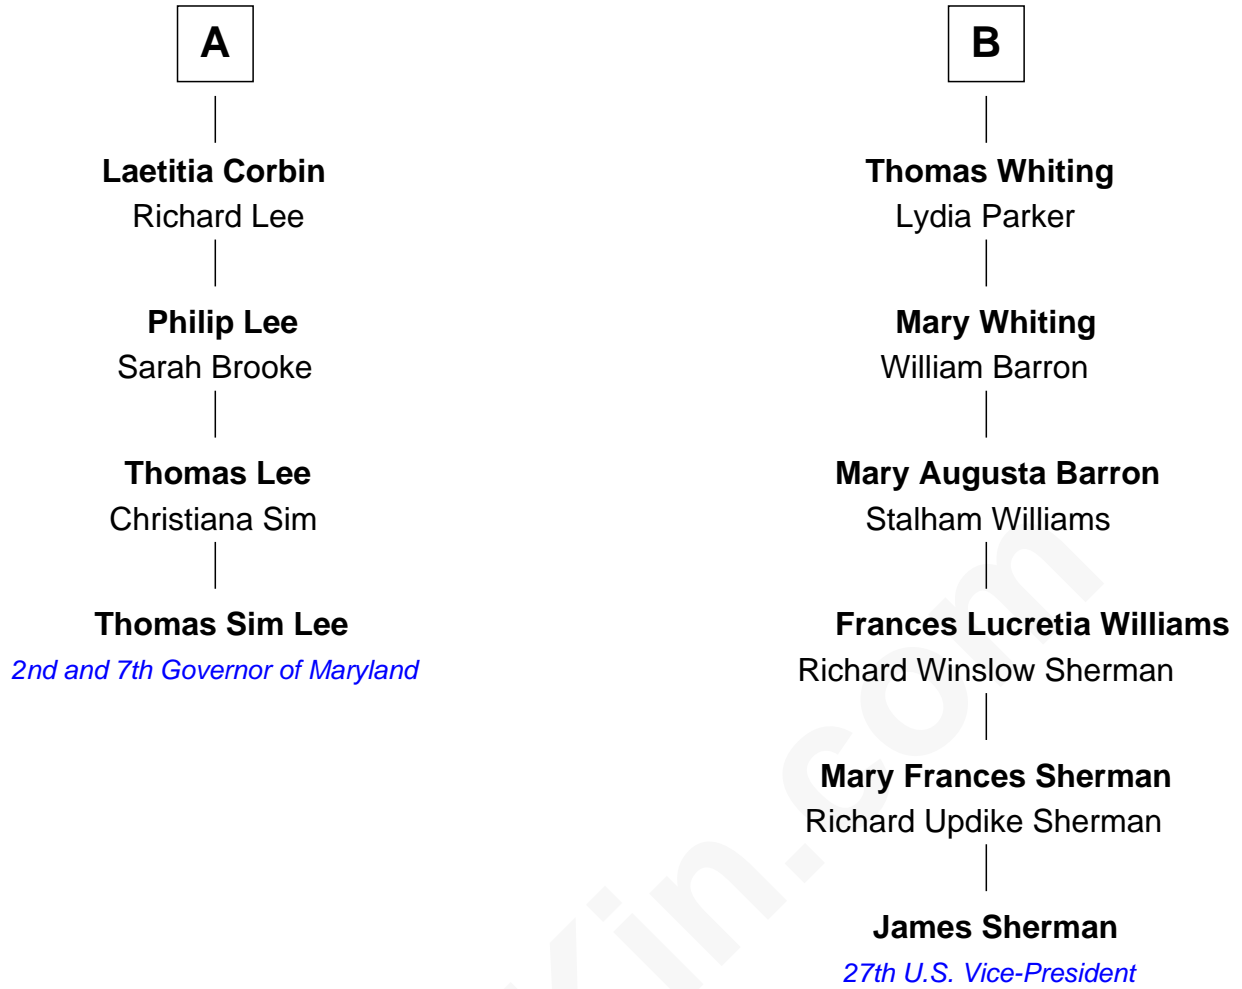 A
Laetitia Corbin
Richard Lee
Philip Lee
Sarah Brooke
Thomas Lee
Christiana Sim
Thomas Sim Lee
2nd and 7th Governor of Maryland
B
Thomas Whiting
Lydia Parker
Mary Whiting
William Barron
Mary Augusta Barron
Stalham Williams
Frances Lucretia Williams
Richard Winslow Sherman
Mary Frances Sherman
Richard Updike Sherman
James Sherman
27th U.S. Vice-President